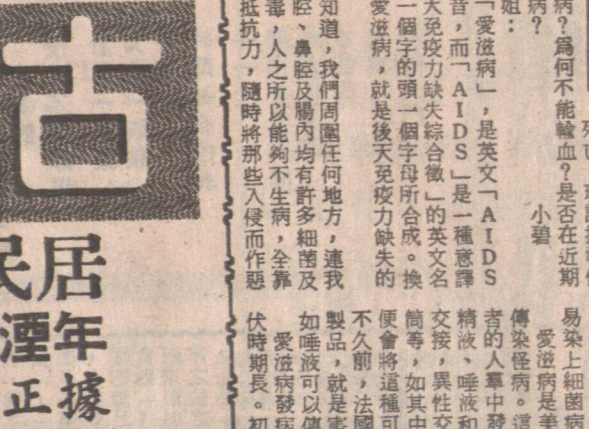 病?爲何不能輸血?是否在近期
病? 小碧
姐:
「愛滋病」,是英文「AIDS
音,而「AIDS」是一種意譯
天免疫力缺失綜合徵」的英文名
一個字的頭一個字母所合成。換
愛滋病,就是後天免疫力缺失的
知道,我們周圍任何地方,連我
腔、鼻腔及腸內均有許多細菌及
毒,人之所以能夠不生病,全靠
抵抗力,隨時將那些入侵而作惡
易染上細菌病
愛滋病是美
傳染怪病。這
者的人羣中發
精液、唾液和
交接,異性交
筒等,如其中
便會將這種可
不久前,法國
製品,就是
如唾液可以傳
愛滋病發病
伏時期長。初
古
居年據
民湮正